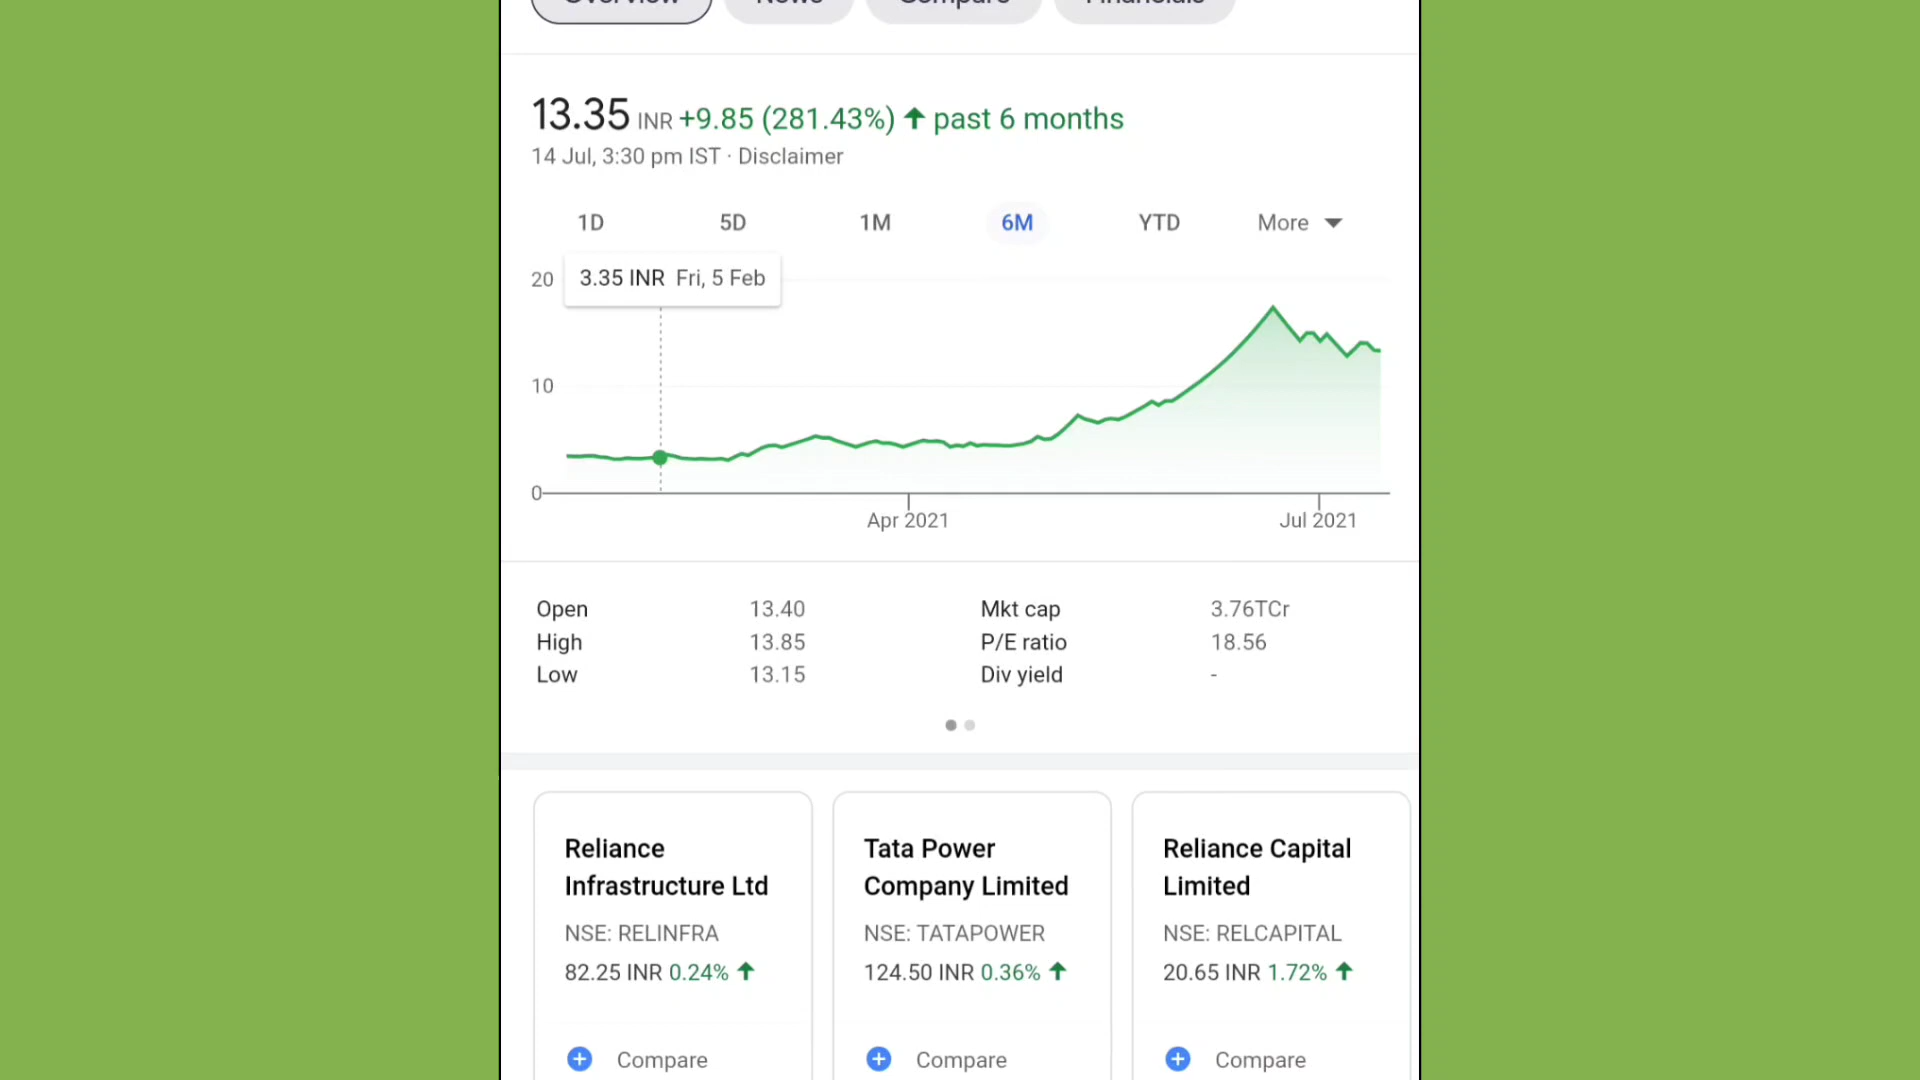 Overview News Compare Financials
13.35 INR +9.85 (281.43%) ↑ past 6 months
14 Jul, 3:30 pm IST · Disclaimer
1D 5D 1M 6M YTD More
3.35 INR Fri, 5 Feb
20
10
0
Apr 2021 Jul 2021
Open 13.40 Mkt cap 3.76TCr
High 13.85 P/E ratio 18.56
Low 13.15 Div yield -
Reliance
Infrastructure Ltd
NSE: RELINFRA
82.25 INR 0.24% ↑
Compare
Tata Power
Company Limited
NSE: TATAPOWER
124.50 INR 0.36% ↑
Compare
Reliance Capital
Limited
NSE: RELCAPITAL
20.65 INR 1.72% ↑
Compare